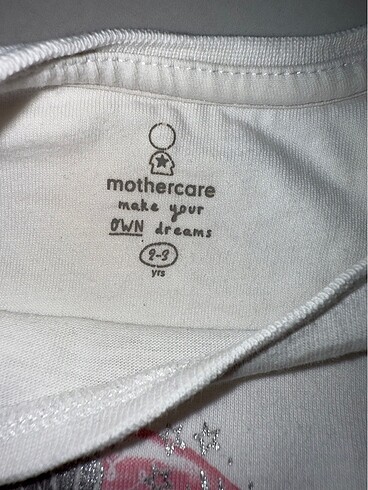 mothercare
make your
OWN dreams
2-3
yrs